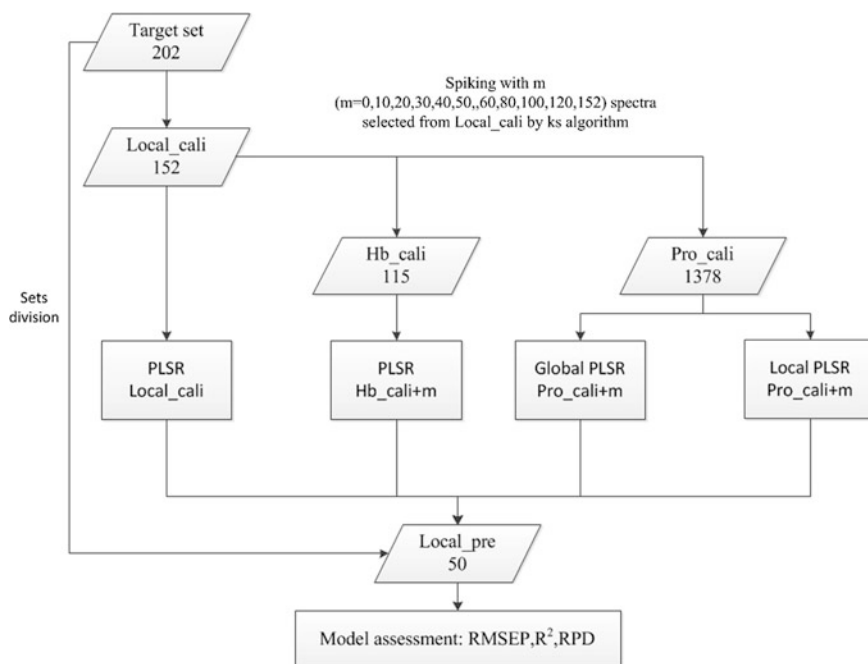 Target set
202
Spiking with m
(m=0,10,20,30,40,50,,60,80,100,120,152) spectra
selected from Local_cali by ks algorithm
Local_cali
152
Hb_cali
115
Pro_cali
1378
Sets
division
PLSR
Local_cali
PLSR
Hb_cali+m
Global PLSR
Pro_cali+m
Local PLSR
Pro_cali+m
Local_pre
50
Model assessment: RMSEP,R²,RPD